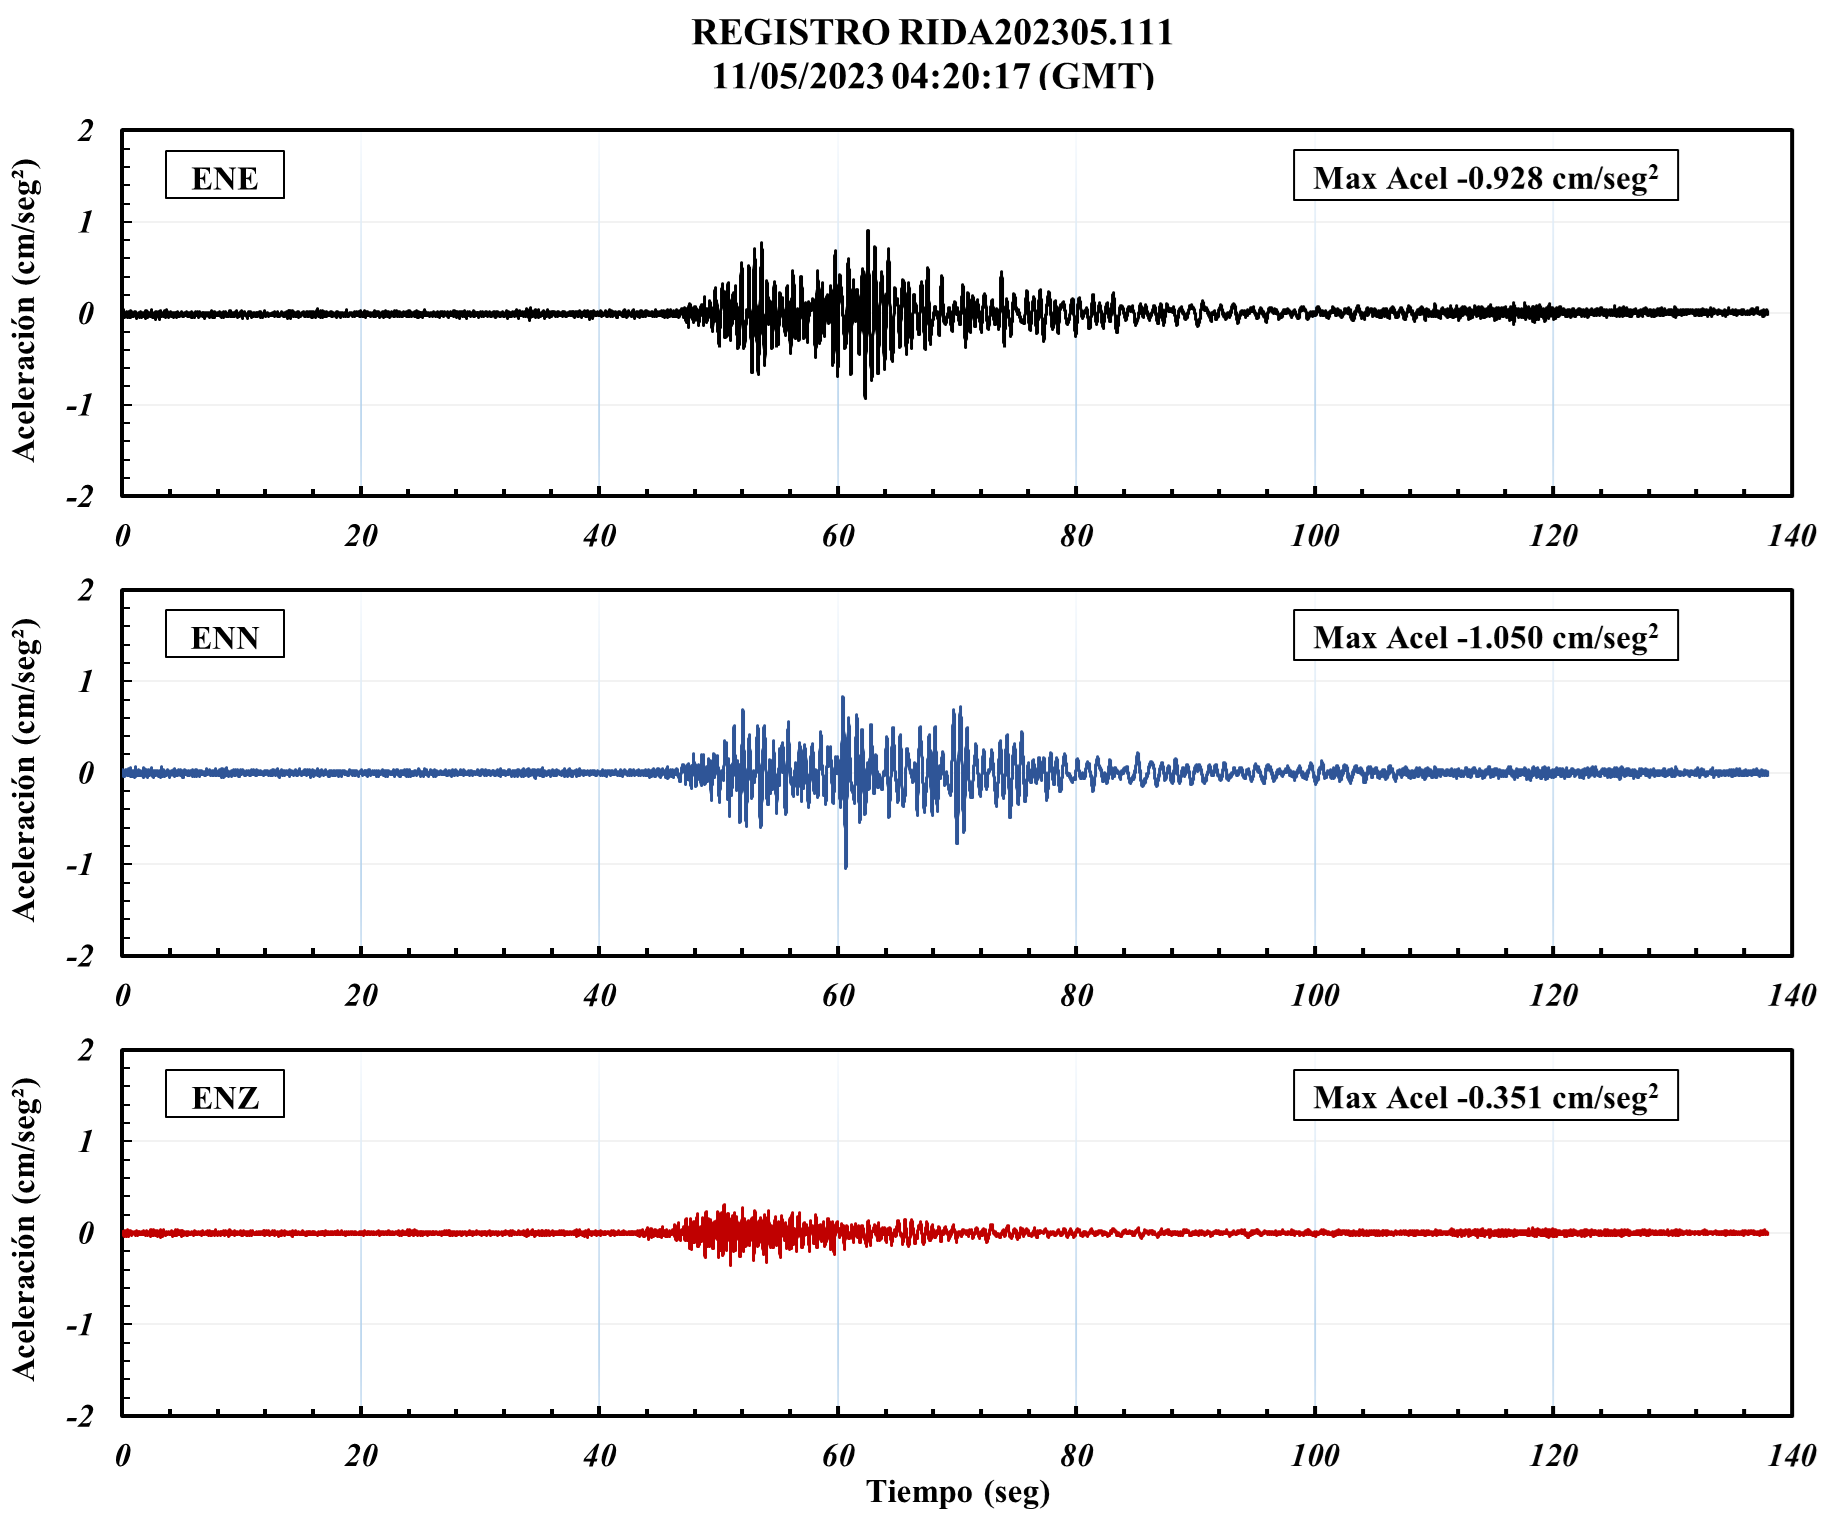 REGISTRO RIDA202305.111
11/05/2023 04:20:17 (GMT)
Aceleración (cm/seg²)
2
1
0
-1
-2
ENE
Max Acel -0.928 cm/seg²
0 20 40 60 80 100 120 140
Aceleración (cm/seg²)
2
1
0
-1
-2
ENN
Max Acel -1.050 cm/seg²
0 20 40 60 80 100 120 140
Aceleración (cm/seg²)
2
1
0
-1
-2
ENZ
Max Acel -0.351 cm/seg²
0 20 40 60 80 100 120 140
Tiempo (seg)